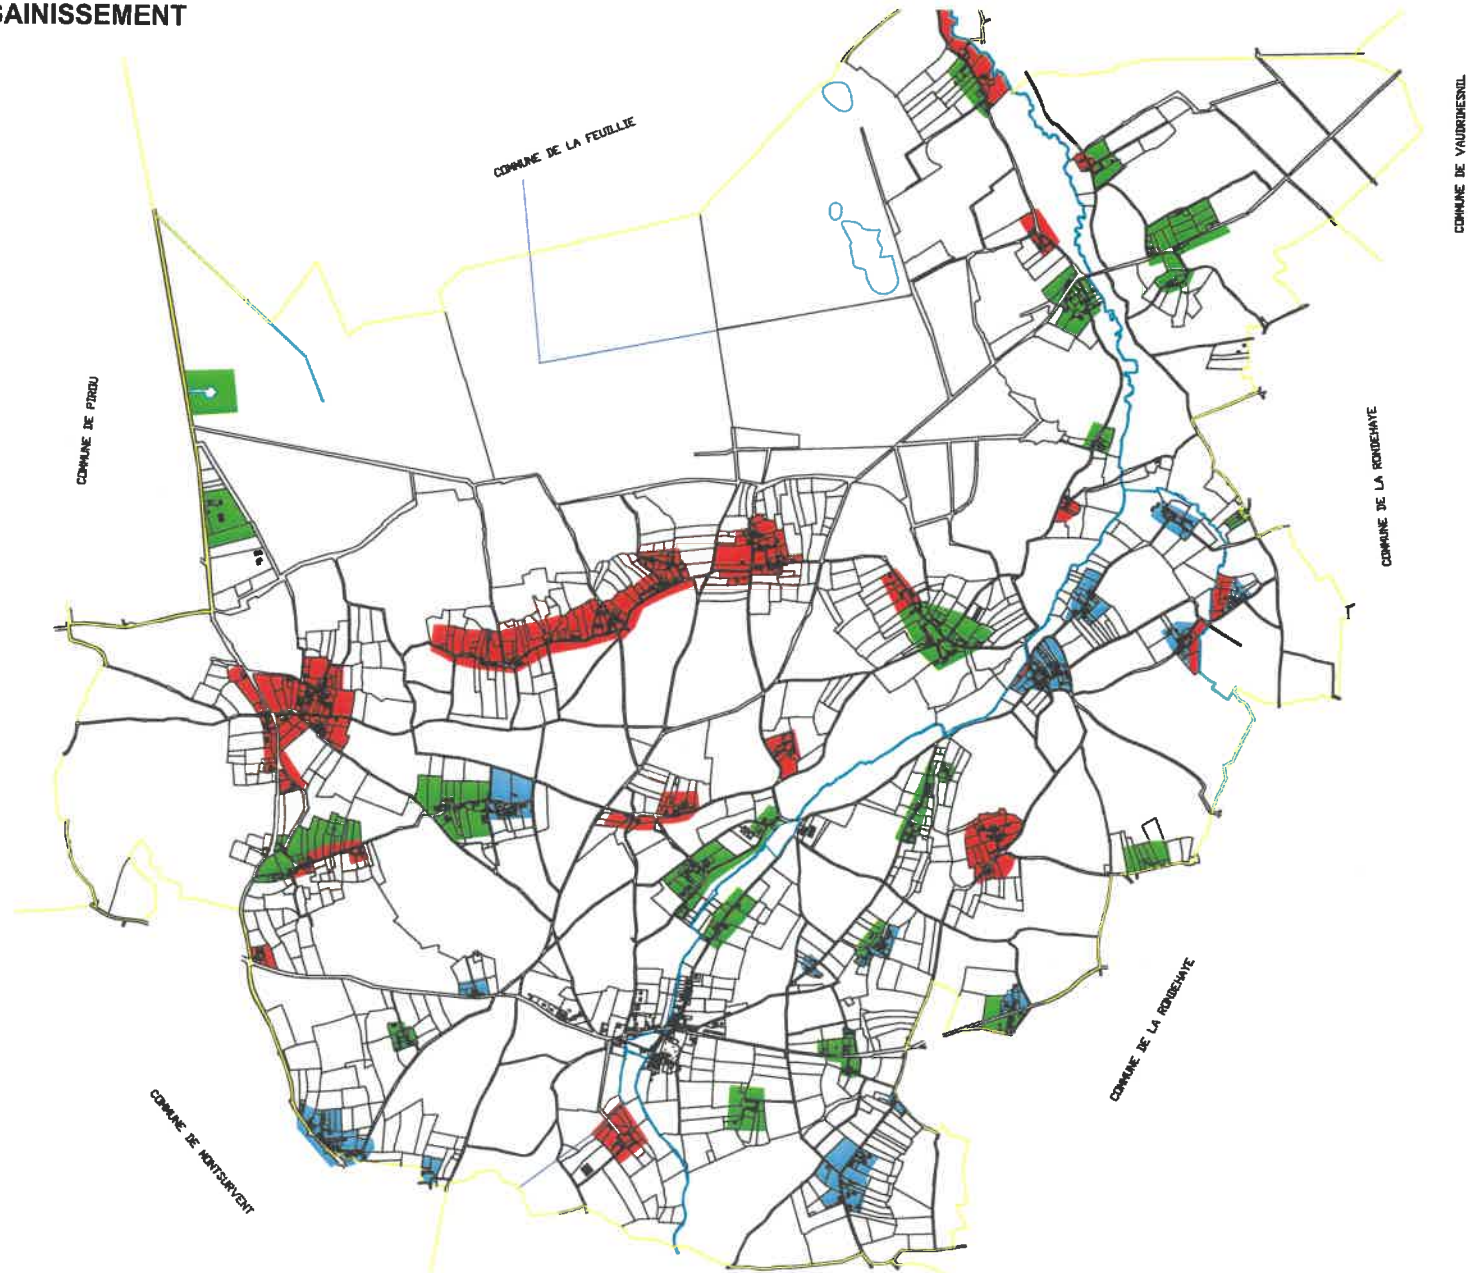 SAINISSEMENT
COMMUNE DE LA FEUILLIE
COMMUNE DE VAUDRIMESNIL
COMMUNE DE PIROU
COMMUNE DE LA RONDEHAYE
COMMUNE DE LA RONDEHAYE
COMMUNE DE MONTSURVENT